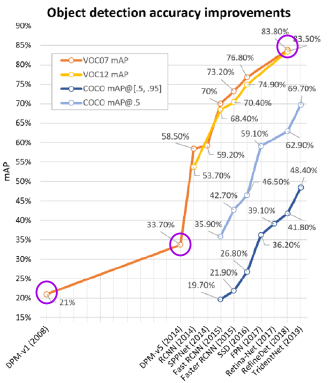 Object detection accuracy improvements
90%
83.80%
85%
VOC07 mAP
83.50%
80%
VOC12 mAP
76.80%
COCO mAP@[.5, .95]
73.20%
75%
COCO mAP@.5
70%
74.90%
70%
69.70%
70.40%
65%
68.40%
58.50%
59.10%
60%
59.20%
62.90%
55%
53.70%
mAP
50%
48.40%
42.70%
46.50%
45%
35.90%
39.10%
40%
33.70%
41.80%
35%
26.80%
36.20%
30%
21.90%
25%
19.70%
20%
21%
15%
DPM-v1 (2008)
DPM-v5 (2014)
RCNN (2014)
SPPNet (2014)
Fast RCNN (2015)
Faster RCNN (2015)
SSD (2016)
FPN (2017)
Retina-Net (2017)
RefineDet (2018)
TridentNet (2019)